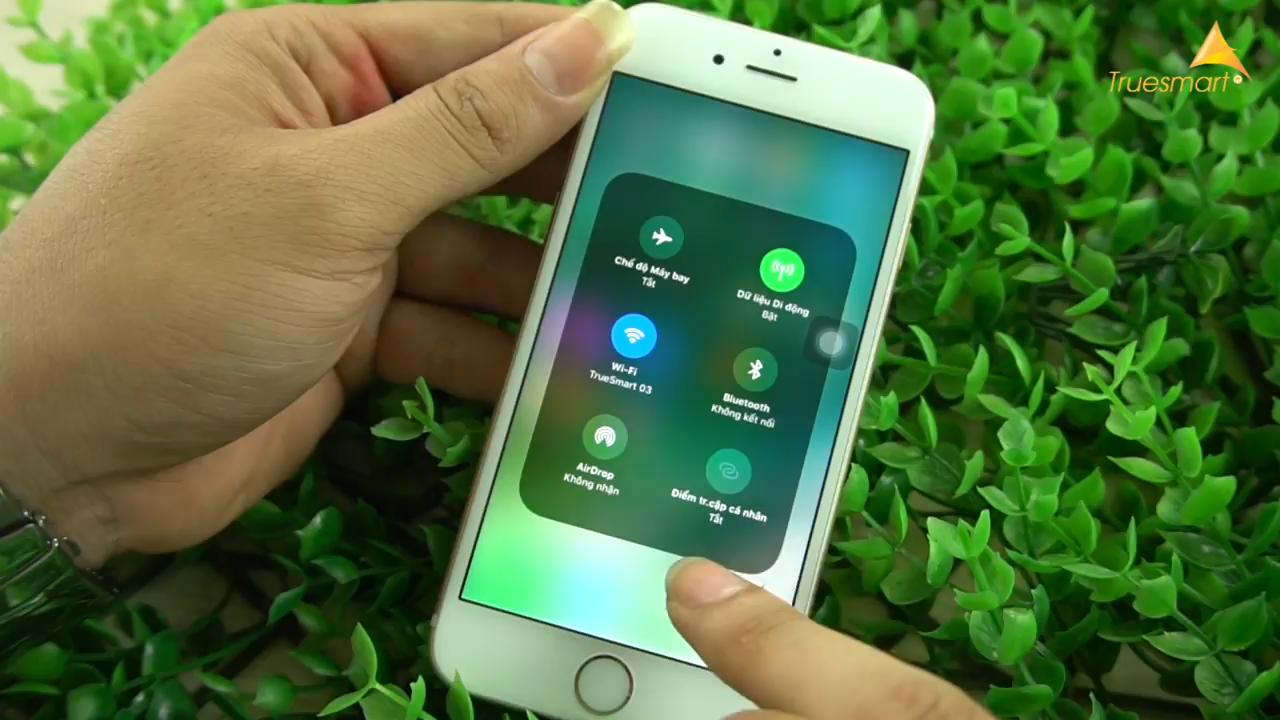 Truesmart
Chế độ Máy bay
Tắt
Dữ liệu Di động
Bật
Wi-Fi
TrueSmart 03
Bluetooth
Không kết nối
AirDrop
Không nhận
Điểm tr.cập cá nhân
Tắt